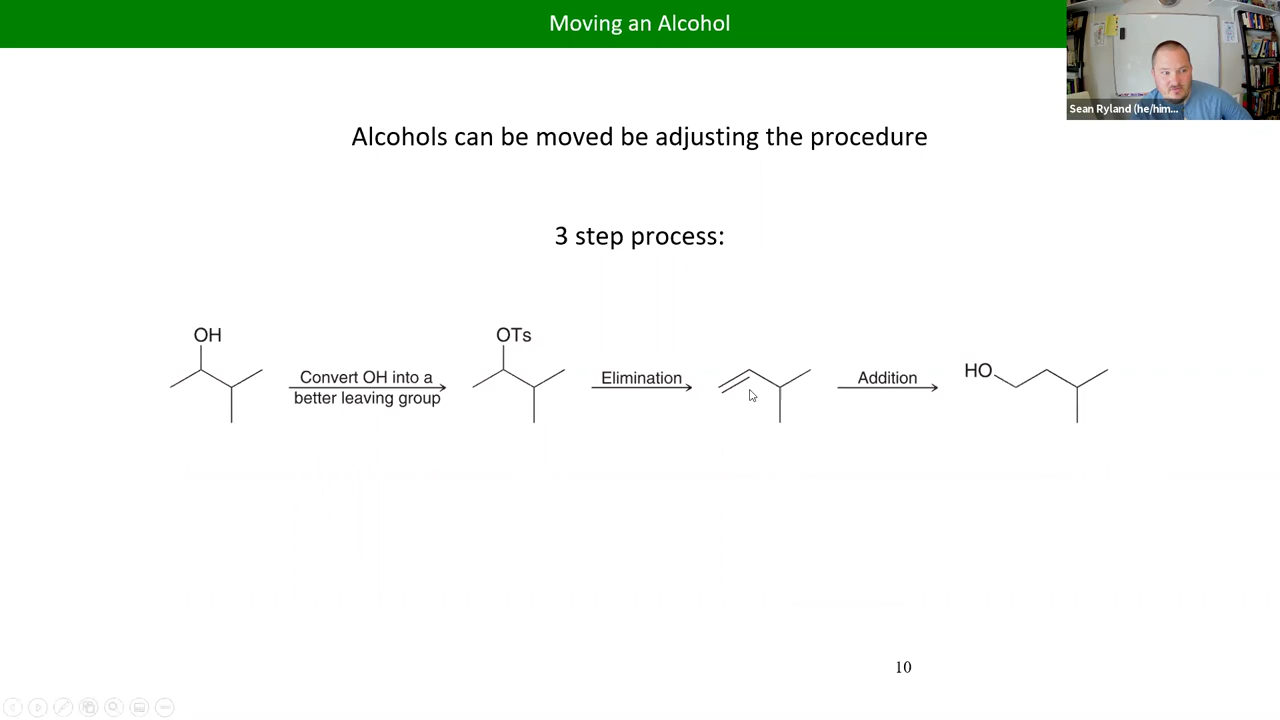 Moving an Alcohol
Sean Ryland (he/him...
Alcohols can be moved be adjusting the procedure
3 step process:
OH
Convert OH into a
better leaving group
OTs
Elimination
Addition
HO
10